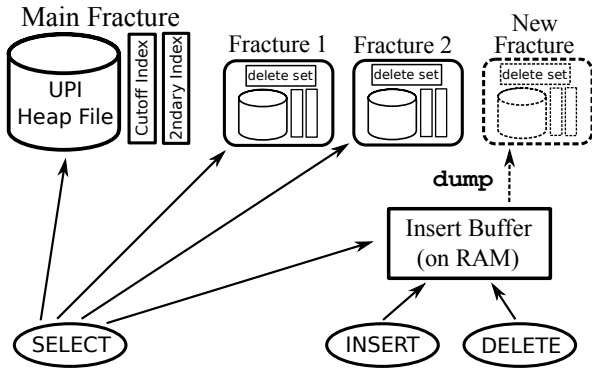 Main Fracture
UPI
Heap File
Cutoff Index
2ndary Index
Fracture 1
delete set
Fracture 2
delete set
New
Fracture
delete set
dump
Insert Buffer
(on RAM)
SELECT
INSERT
DELETE